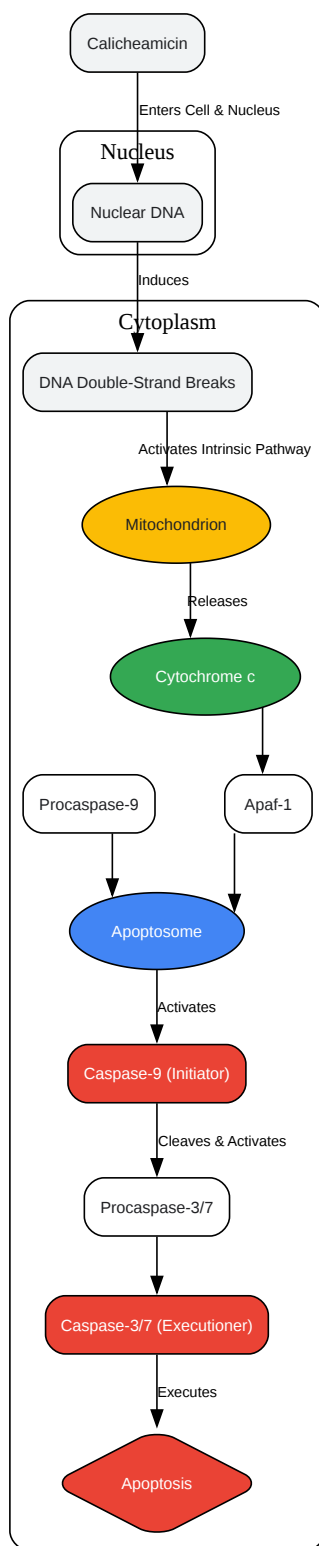 Calicheamicin
Enters Cell & Nucleus
Nucleus
Nuclear DNA
Induces
Cytoplasm
DNA Double-Strand Breaks
Activates Intrinsic Pathway
Mitochondrion
Releases
Cytochrome c
Procaspase-9
Apaf-1
Apoptosome
Activates
Caspase-9 (Initiator)
Cleaves & Activates
Procaspase-3/7
Caspase-3/7 (Executioner)
Executes
Apoptosis